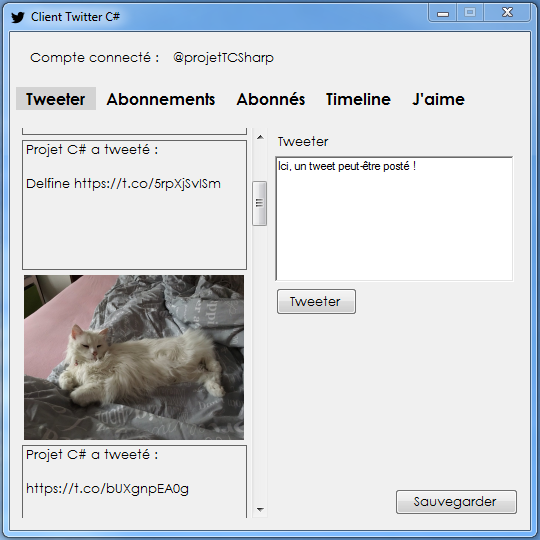 Client Twitter C#
Compte connecté : @projetTCSharp
Tweeter Abonnements Abonnés Timeline J'aime
Projet C# a tweeté :
Delfine https://t.co/5rpXjSvISm
Projet C# a tweeté :
https://t.co/bUXgnpEA0g
Tweeter
Ici, un tweet peut-être posté !
Tweeter
Sauvegarder